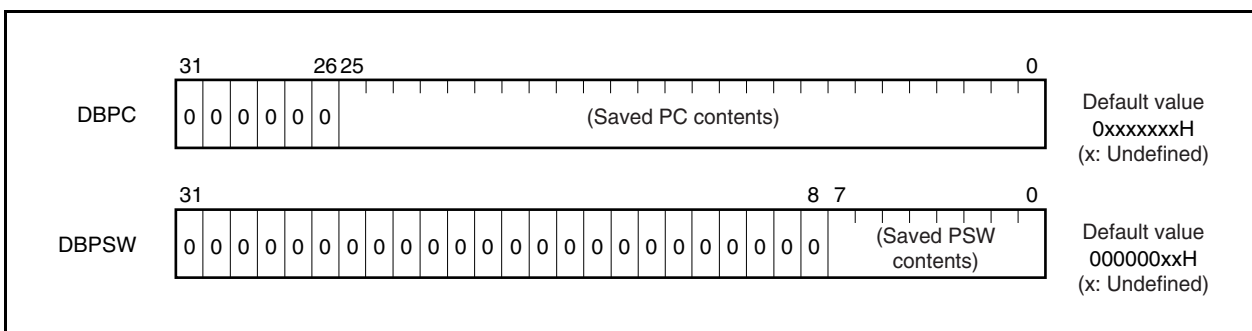 31 26 25 0
DBPC 0 0 0 0 0 0 (Saved PC contents)
Default value
0xxxxxxxH
(x: Undefined)
31 8 7 0
DBPSW 0 0 0 0 0 0 0 0 0 0 0 0 0 0 0 0 0 0 0 0 0 0 0 0 (Saved PSW
contents)
Default value
000000xxH
(x: Undefined)